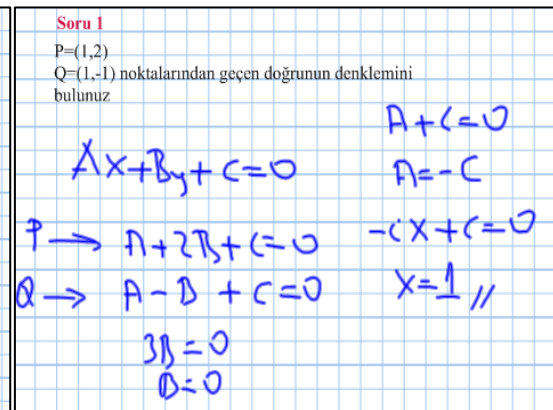 Soru 1
P=(1,2)
Q=(1,-1) noktalarından geçen doğrunun denklemini
bulunuz
Ax+By+C=0
P → A+2B+C=0
Q → A-B+C=0
3B=0
B=0
A+C=0
A=-C
-Cx+C=0
x=1 //